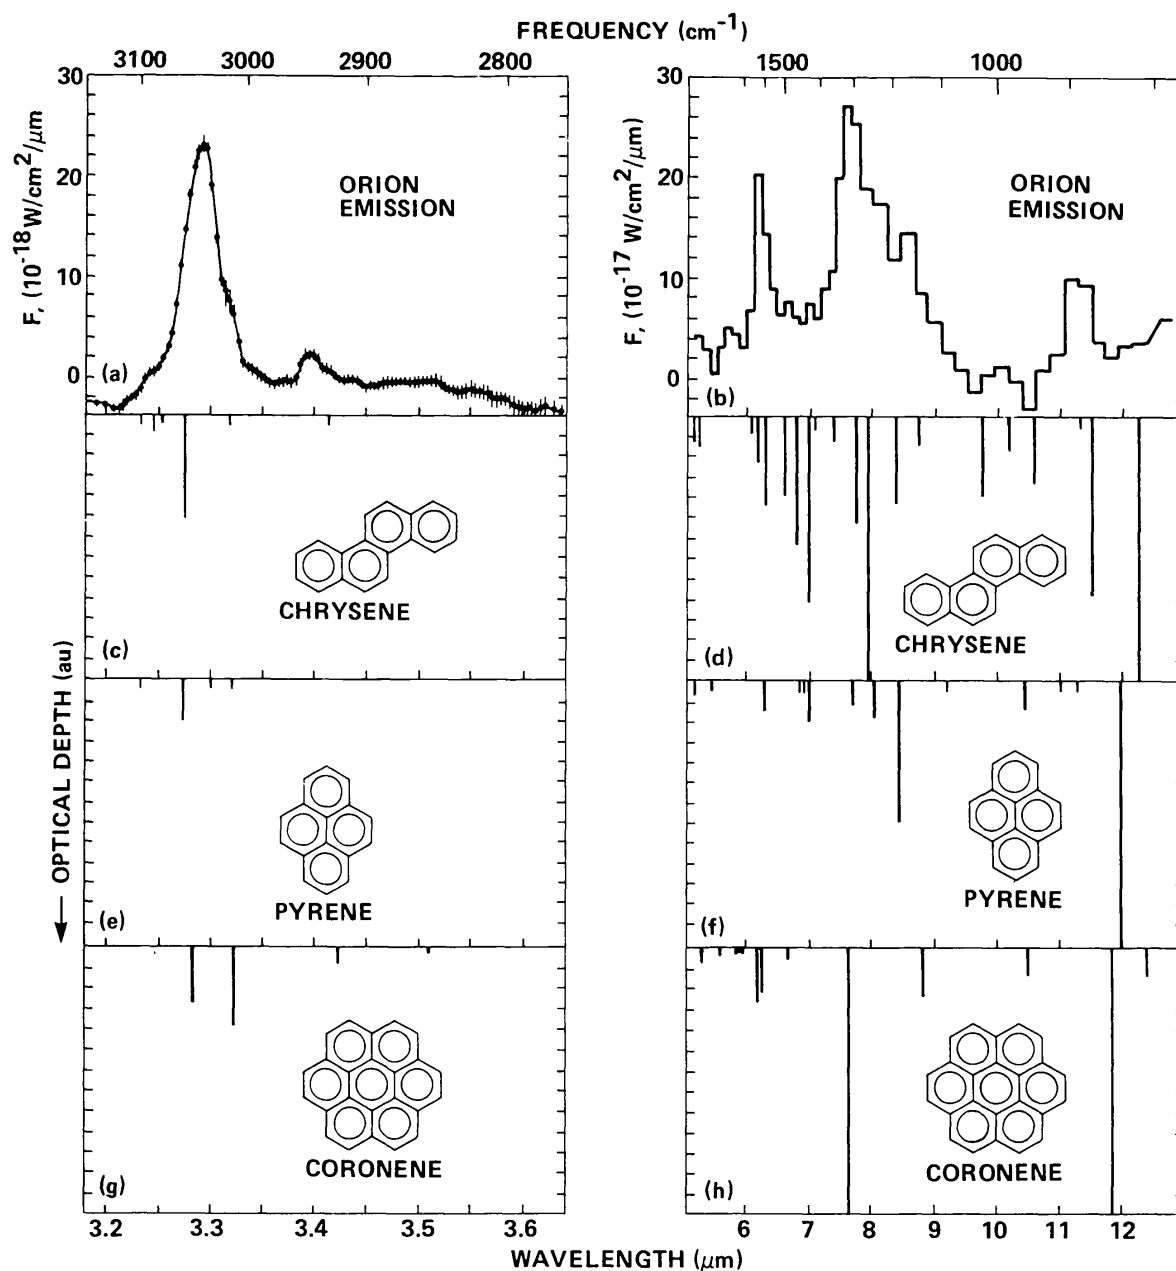 FREQUENCY (cm-1)
3100 3000 2900 2800
1500 1000
30
20
10
0
F, (10-18 W/cm2/μm)
ORION
EMISSION
(a)
30
20
10
0
F, (10-17 W/cm2/μm)
ORION
EMISSION
(b)
CHRYSENE
(c)
CHRYSENE
(d)
← OPTICAL DEPTH (au)
PYRENE
(e)
PYRENE
(f)
CORONENE
(g)
CORONENE
(h)
3.2 3.3 3.4 3.5 3.6
6 7 8 9 10 11 12
WAVELENGTH (μm)